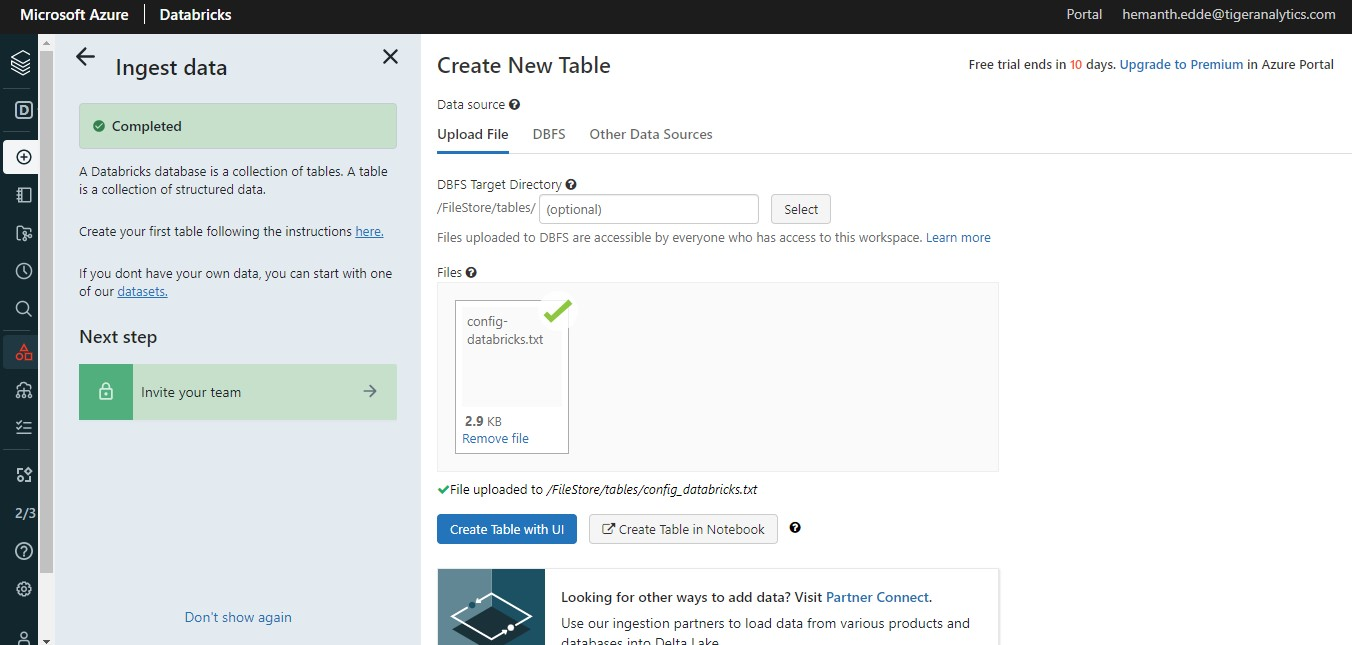 Microsoft Azure Databricks
Portal hemanth.edde@tigeranalytics.com
Ingest data
Completed
A Databricks database is a collection of tables. A table
is a collection of structured data.
Create your first table following the instructions here.
If you dont have your own data, you can start with one
of our datasets.
Next step
Invite your team
Don't show again
D
2/3
Create New Table
Free trial ends in 10 days. Upgrade to Premium in Azure Portal
Data source
Upload File DBFS Other Data Sources
DBFS Target Directory
/FileStore/tables/ (optional) Select
Files uploaded to DBFS are accessible by everyone who has access to this workspace. Learn more
Files
config-
databricks.txt
2.9 KB
Remove file
File uploaded to /FileStore/tables/config_databricks.txt
Create Table with UI Create Table in Notebook
Looking for other ways to add data? Visit Partner Connect.
Use our ingestion partners to load data from various products and
databases into Delta Lake